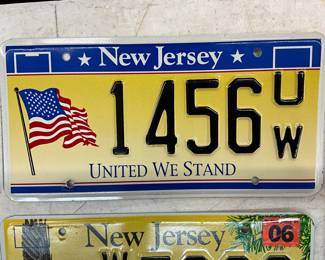 ★ New Jersey ★
1456 UW
UNITED WE STAND
New Jersey 06